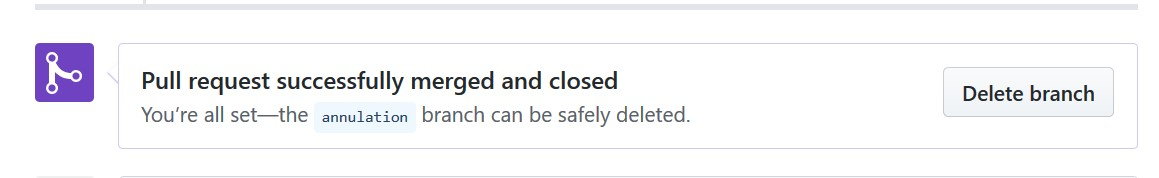 Pull request successfully merged and closed
You’re all set—the annulation branch can be safely deleted.
Delete branch